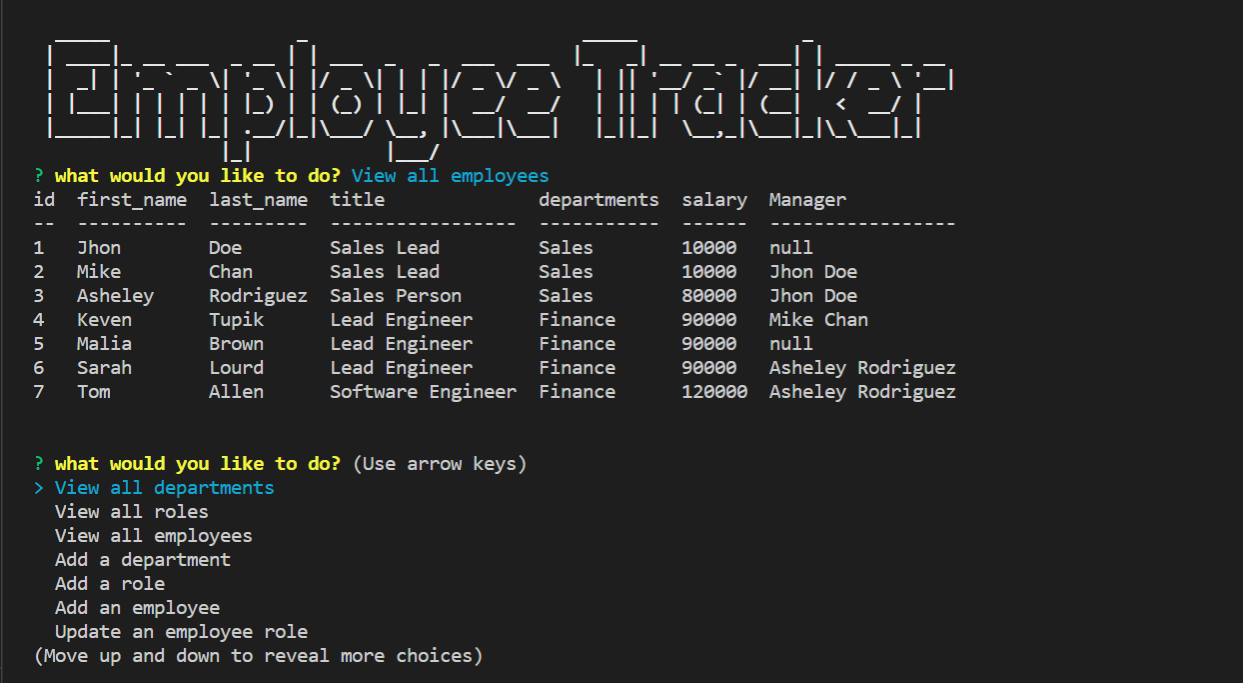 Employee Tracker
? what would you like to do? View all employees
id  first_name  last_name  title              departments  salary  Manager
--  ----------  ---------  -----------------  -----------  ------  -----------------
1   Jhon        Doe        Sales Lead         Sales        10000   null
2   Mike        Chan       Sales Lead         Sales        10000   Jhon Doe
3   Asheley     Rodriguez  Sales Person       Sales        80000   Jhon Doe
4   Keven       Tupik      Lead Engineer      Finance      90000   Mike Chan
5   Malia       Brown      Lead Engineer      Finance      90000   null
6   Sarah       Lourd      Lead Engineer      Finance      90000   Asheley Rodriguez
7   Tom         Allen      Software Engineer  Finance      120000  Asheley Rodriguez
? what would you like to do? (Use arrow keys)
> View all departments
View all roles
View all employees
Add a department
Add a role
Add an employee
Update an employee role
(Move up and down to reveal more choices)